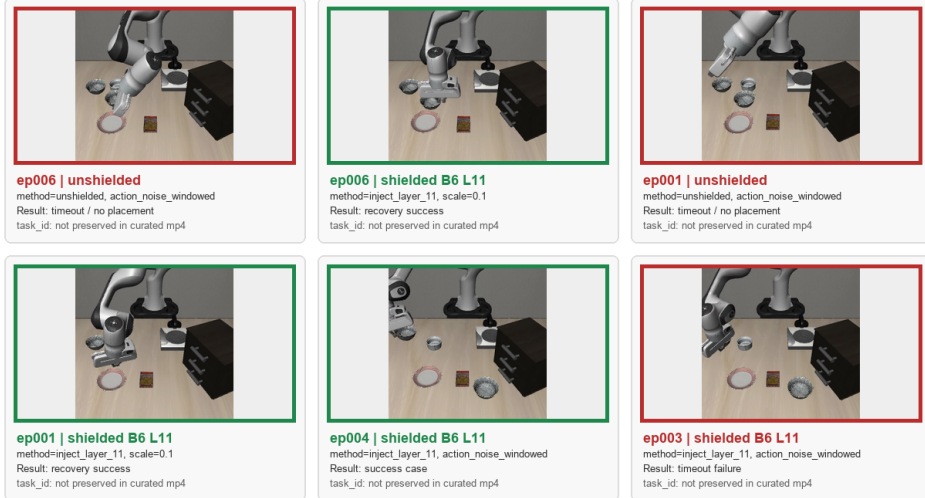 ep006 | unshielded
method=unshielded, action_noise_windowed
Result: timeout / no placement
task_id: not preserved in curated mp4
ep006 | shielded B6 L11
method=inject_layer_11, scale=0.1
Result: recovery success
task_id: not preserved in curated mp4
ep001 | unshielded
method=unshielded, action_noise_windowed
Result: timeout / no placement
task_id: not preserved in curated mp4
ep001 | shielded B6 L11
method=inject_layer_11, scale=0.1
Result: recovery success
task_id: not preserved in curated mp4
ep004 | shielded B6 L11
method=inject_layer_11, action_noise_windowed
Result: success case
task_id: not preserved in curated mp4
ep003 | shielded B6 L11
method=inject_layer_11, action_noise_windowed
Result: timeout failure
task_id: not preserved in curated mp4